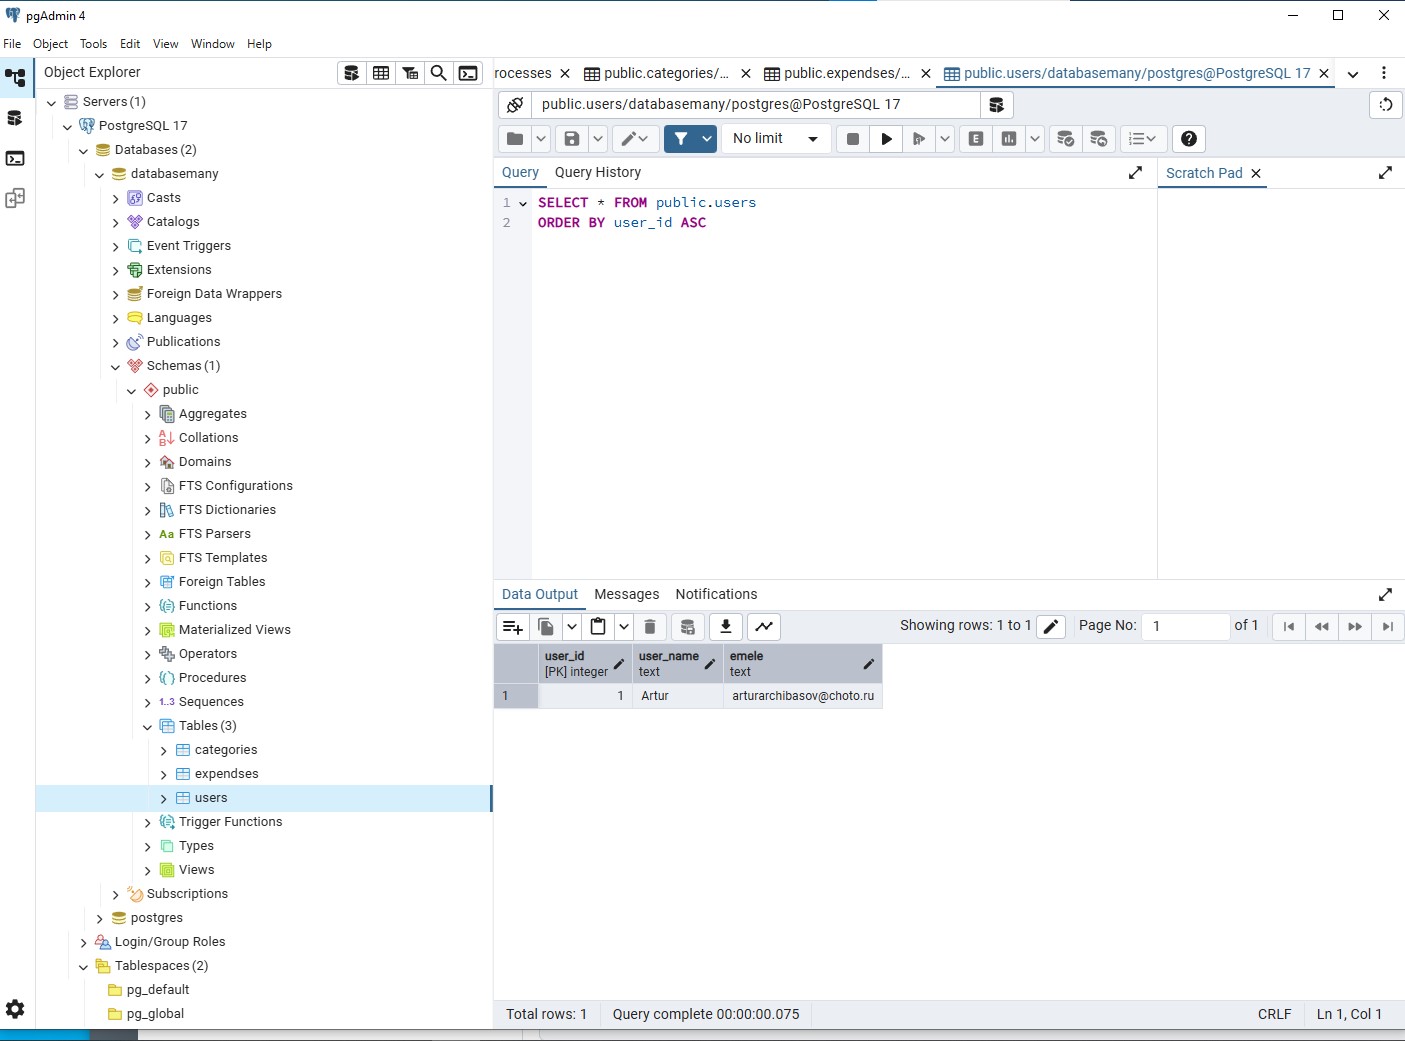 pgAdmin 4
File Object Tools Edit View Window Help
Object Explorer
Servers (1)
PostgreSQL 17
Databases (2)
databasemany
Casts
Catalogs
Event Triggers
Extensions
Foreign Data Wrappers
Languages
Publications
Schemas (1)
public
Aggregates
Collations
Domains
FTS Configurations
FTS Dictionaries
Aa FTS Parsers
FTS Templates
Foreign Tables
Functions
Materialized Views
Operators
Procedures
1..3 Sequences
Tables (3)
categories
expendses
users
Trigger Functions
Types
Views
Subscriptions
postgres
Login/Group Roles
Tablespaces (2)
pg_default
pg_global
rocesses public.categories/... public.expendses/... public.users/databasemany/postgres@PostgreSQL 17
public.users/databasemany/postgres@PostgreSQL 17
No limit E
Query Query History Scratch Pad
1 SELECT * FROM public.users
2 ORDER BY user_id ASC
Data Output Messages Notifications
Showing rows: 1 to 1 Page No: 1 of 1
user_id user_name emele
[PK] integer text text
1 1 Artur arturarchibasov@choto.ru
Total rows: 1 Query complete 00:00:00.075 CRLF Ln 1, Col 1